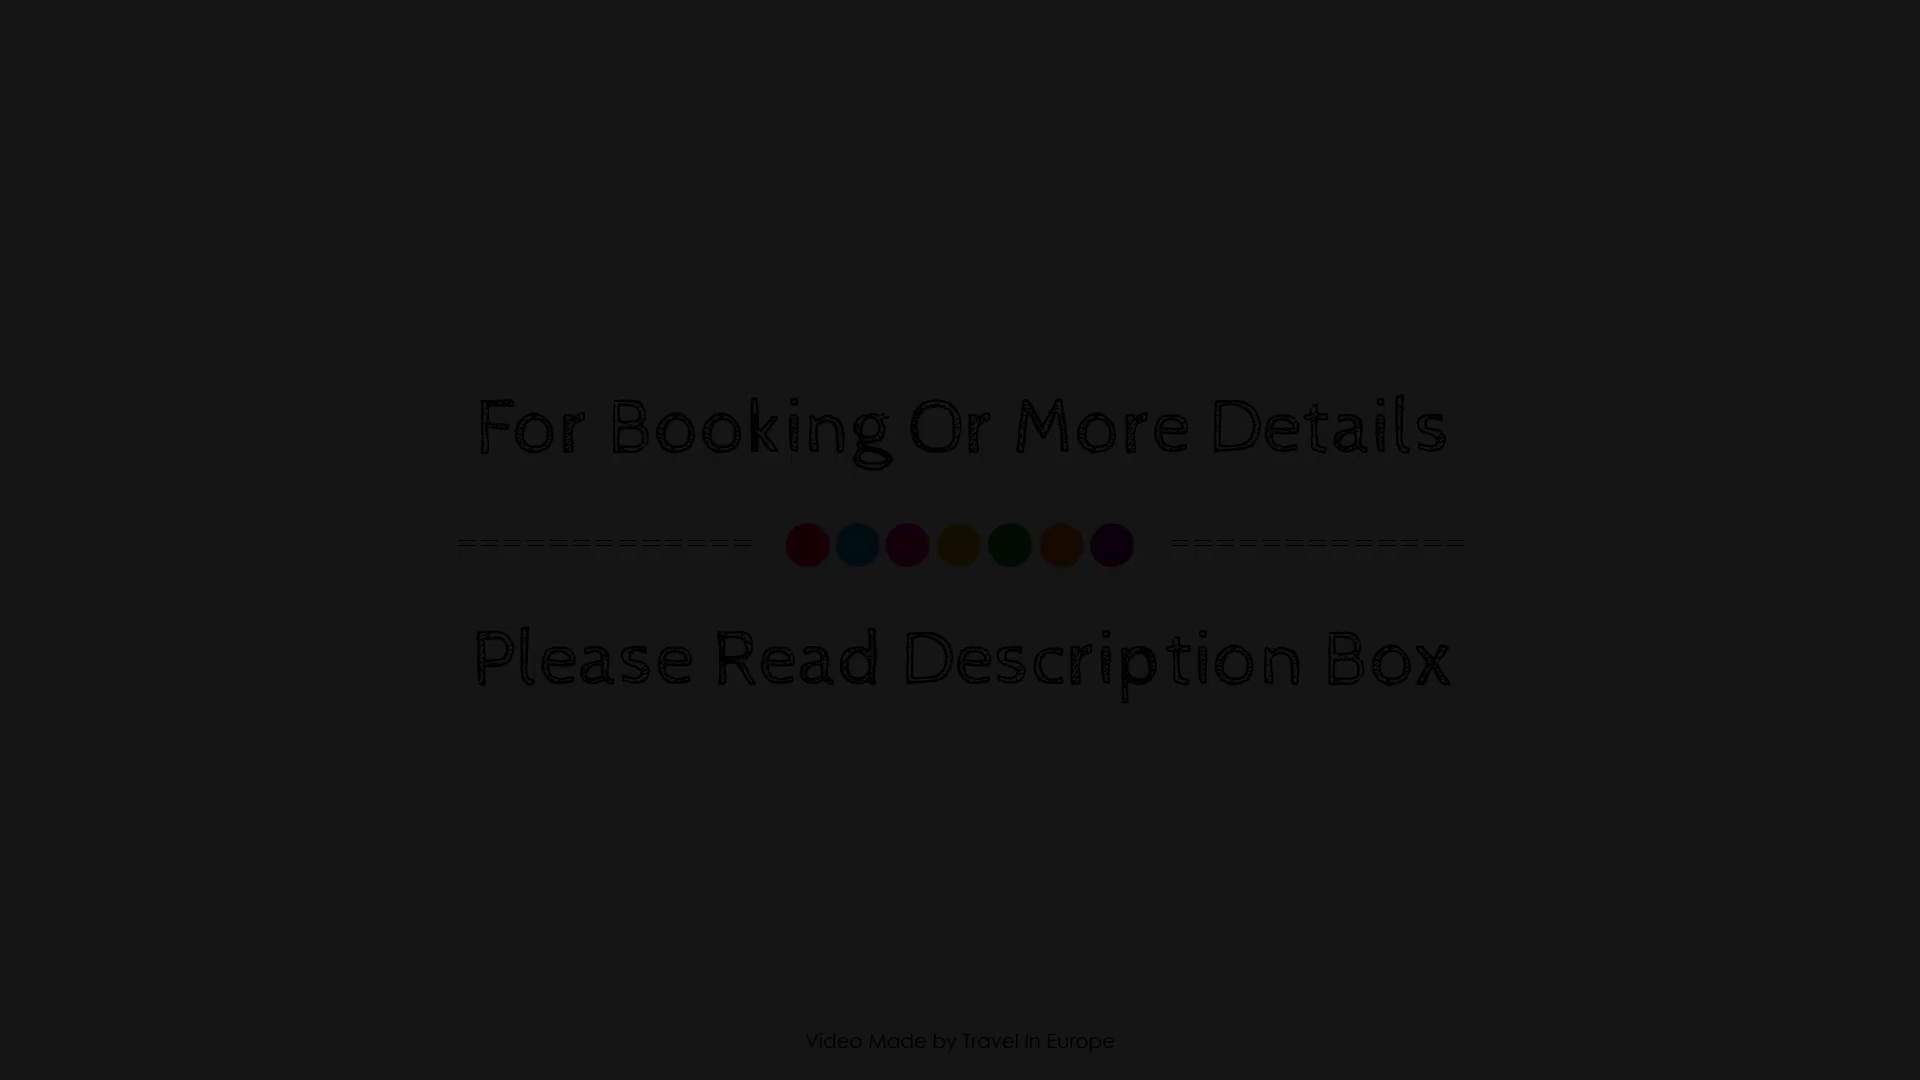 For Booking Or More Details
============= =============
Please Read Description Box
Video Made by Travel In Europe